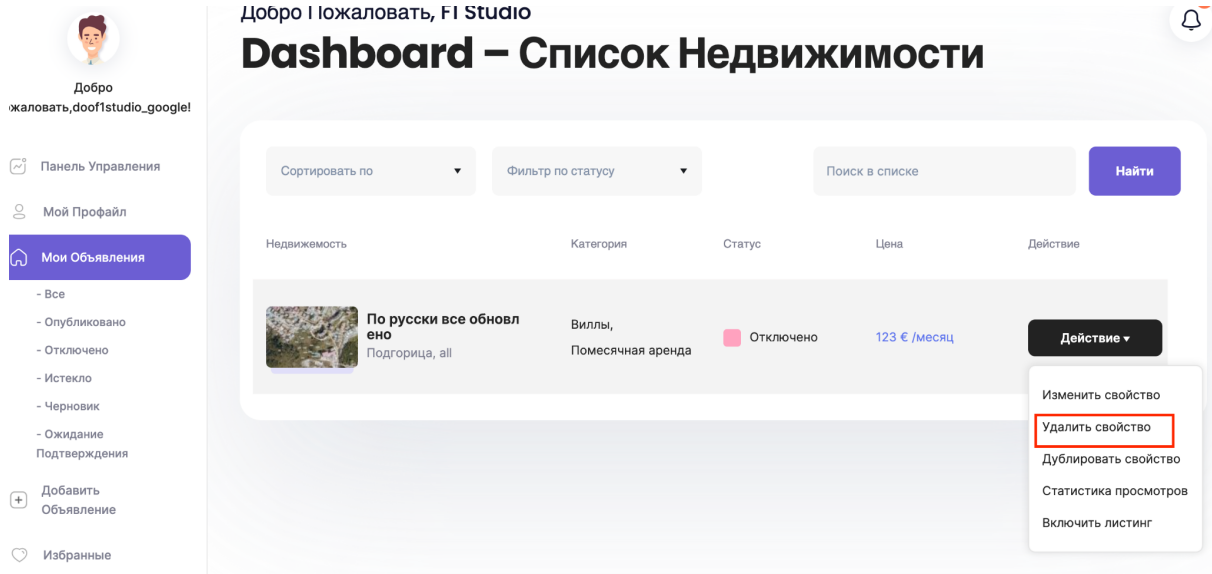 Добро Пожаловать, F1 Studio
Dashboard – Список Недвижимости
Добро
ожаловать,doof1studio_google!
Панель Управления
Мой Профайл
Мои Объявления
- Все
- Опубликовано
- Отключено
- Истекло
- Черновик
- Ожидание
Подтверждения
Добавить
Объявление
Избранные
Сортировать по
Фильтр по статусу
Поиск в списке
Найти
Недвижемость
Категория
Статус
Цена
Действие
По русски все обновл
ено
Подгорица, all
Виллы,
Помесячная аренда
Отключено
123 € /месяц
Действие
Изменить свойство
Удалить свойство
Дублировать свойство
Статистика просмотров
Включить листинг